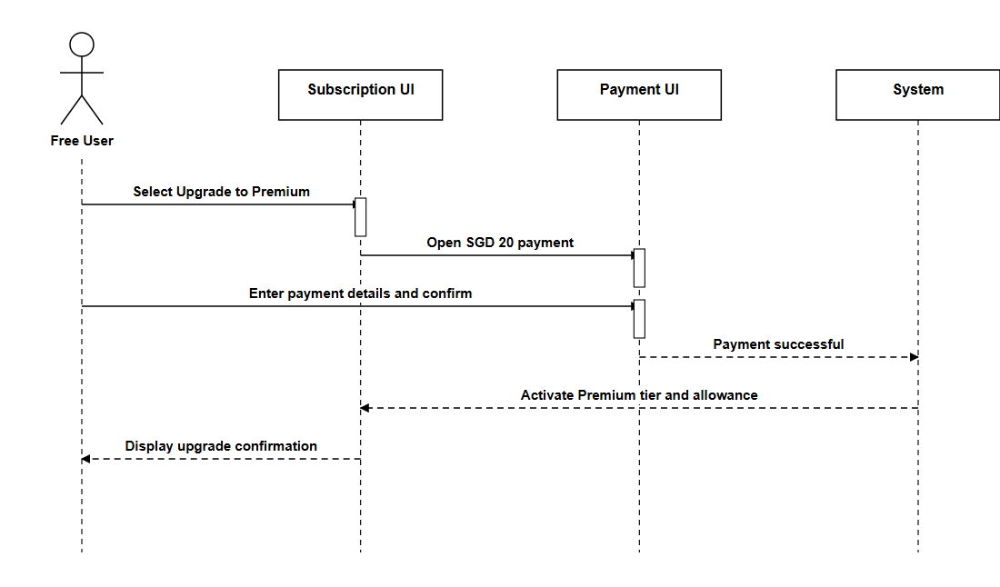 Subscription UI
Payment UI
System
Free User
Select Upgrade to Premium
Open SGD 20 payment
Enter payment details and confirm
Payment successful
Activate Premium tier and allowance
Display upgrade confirmation